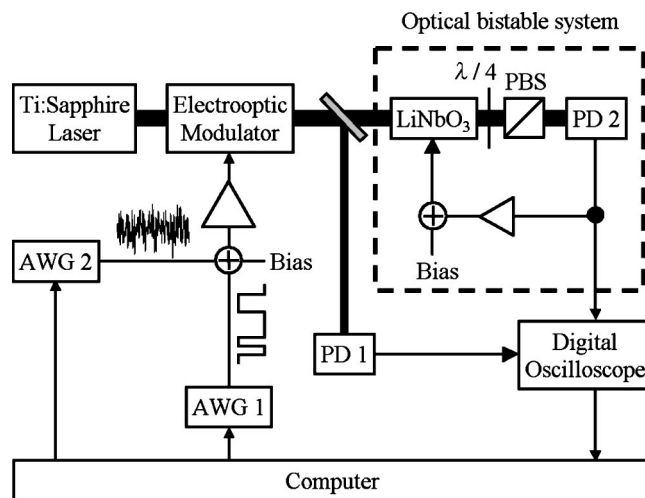 Optical bistable system
λ / 4
PBS
Ti:Sapphire
Laser
Electrooptic
Modulator
LiNbO₃
PD 2
AWG 2
Bias
Bias
PD 1
Digital
Oscilloscope
AWG 1
Computer